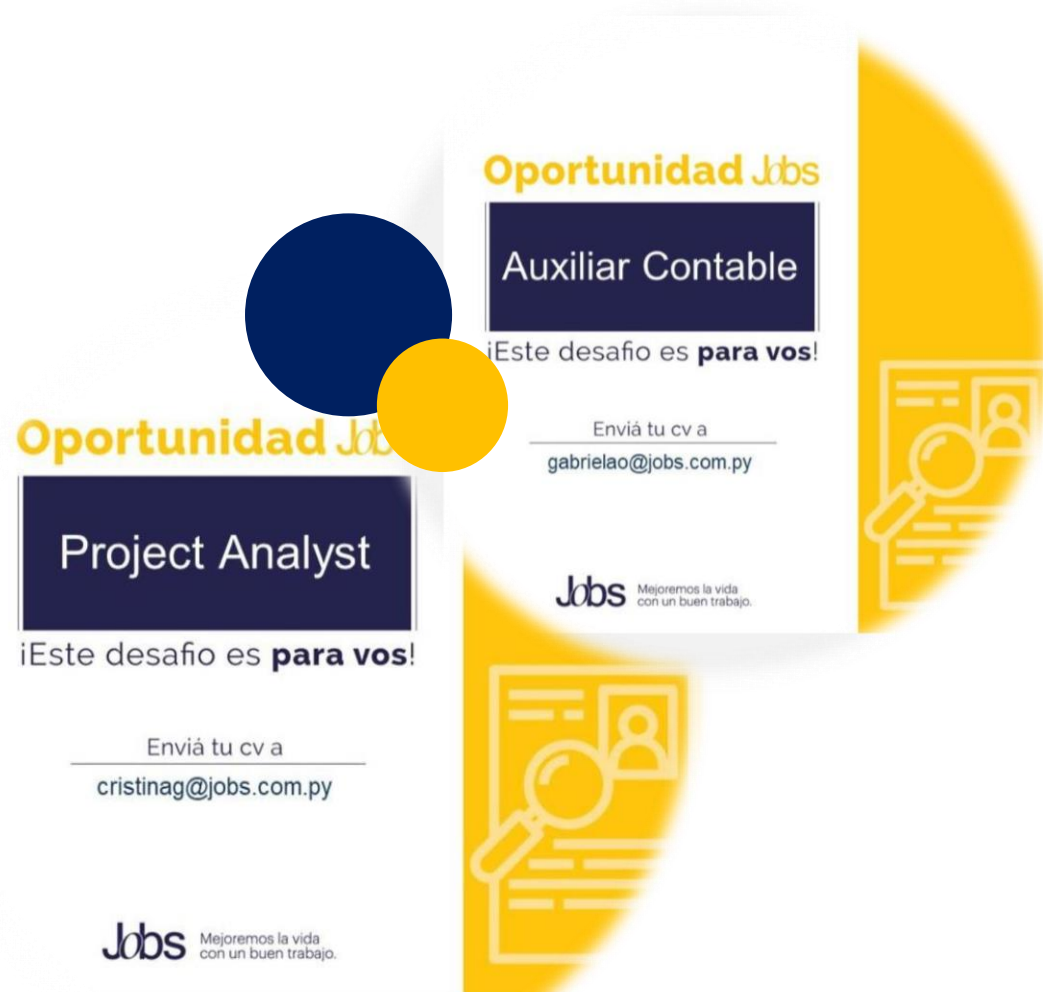 Oportunidad Jobs
Auxiliar Contable
¡Este desafio es para vos!
Enviá tu cv a
gabrielao@jobs.com.py
Jobs Mejoremos la vida
con un buen trabajo.
Oportunidad
Project Analyst
¡Este desafio es para vos!
Enviá tu cv a
cristinag@jobs.com.py
Jobs Mejoremos la vida
con un buen trabajo.